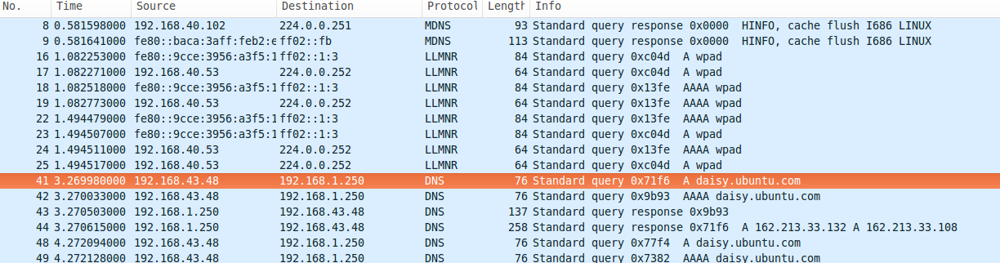 No. Time Source Destination Protocol Length Info
8 0.581598000 192.168.40.102 224.0.0.251 MDNS 93 Standard query response 0x0000 HINFO, cache flush I686 LINUX
9 0.581641000 fe80::baca:3aff:feb2:e ff02::fb MDNS 113 Standard query response 0x0000 HINFO, cache flush I686 LINUX
16 1.082253000 fe80::9cce:3956:a3f5:1 ff02::1:3 LLMNR 84 Standard query 0xc04d A wpad
17 1.082271000 192.168.40.53 224.0.0.252 LLMNR 64 Standard query 0xc04d A wpad
18 1.082518000 fe80::9cce:3956:a3f5:1 ff02::1:3 LLMNR 84 Standard query 0x13fe AAAA wpad
19 1.082773000 192.168.40.53 224.0.0.252 LLMNR 64 Standard query 0x13fe AAAA wpad
22 1.494479000 fe80::9cce:3956:a3f5:1 ff02::1:3 LLMNR 84 Standard query 0x13fe AAAA wpad
23 1.494507000 fe80::9cce:3956:a3f5:1 ff02::1:3 LLMNR 84 Standard query 0xc04d A wpad
24 1.494511000 192.168.40.53 224.0.0.252 LLMNR 64 Standard query 0x13fe AAAA wpad
25 1.494517000 192.168.40.53 224.0.0.252 LLMNR 64 Standard query 0xc04d A wpad
41 3.269980000 192.168.43.48 192.168.1.250 DNS 76 Standard query 0x71f6 A daisy.ubuntu.com
42 3.270033000 192.168.43.48 192.168.1.250 DNS 76 Standard query 0x9b93 AAAA daisy.ubuntu.com
43 3.270503000 192.168.1.250 192.168.43.48 DNS 137 Standard query response 0x9b93
44 3.270615000 192.168.1.250 192.168.43.48 DNS 258 Standard query response 0x71f6 A 162.213.33.132 A 162.213.33.108
48 4.272094000 192.168.43.48 192.168.1.250 DNS 76 Standard query 0x77f4 A daisy.ubuntu.com
49 4.272128000 192.168.43.48 192.168.1.250 DNS 76 Standard query 0x7382 AAAA daisy.ubuntu.com